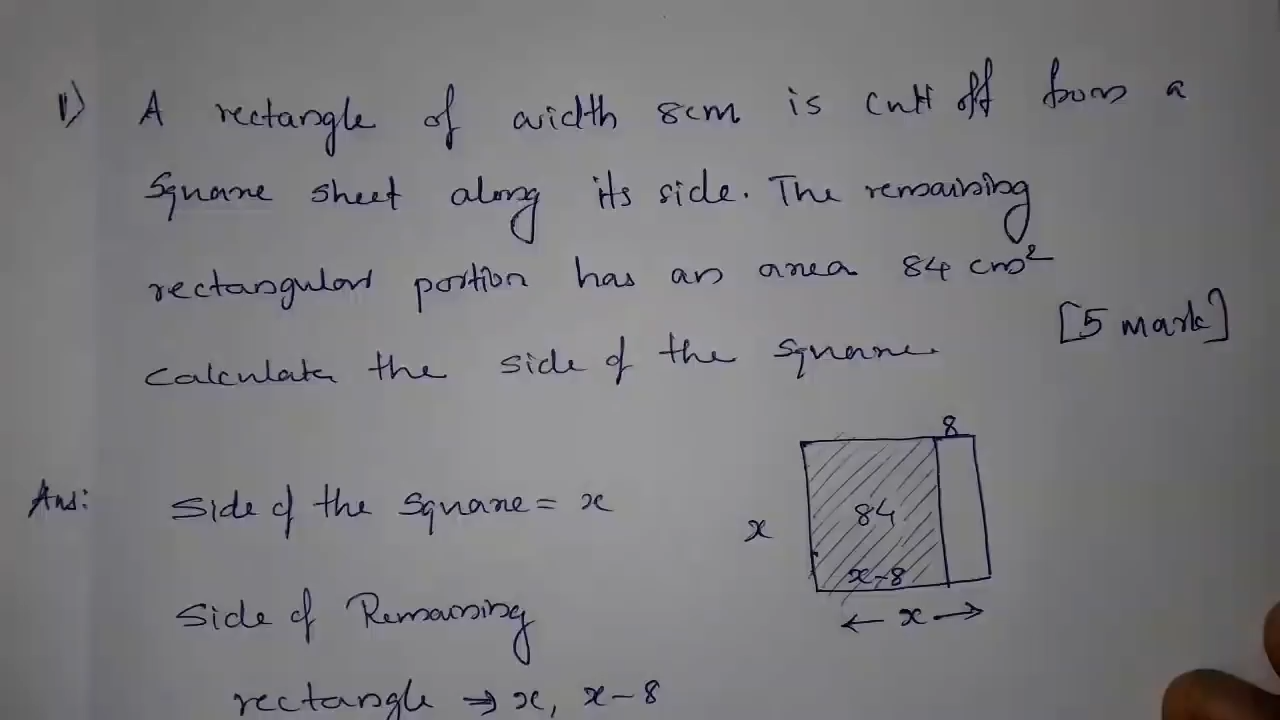 1) A rectangle of width 8cm is cutt off from a
square sheet along its side. The remaining
rectangular portion has an area 84 cm²
calculate the side of the square.
[5 mark]
8
Ans: Side of the square = x
x
84
x-8
← x →
Side of Remaining
rectangle ⇒ x, x-8